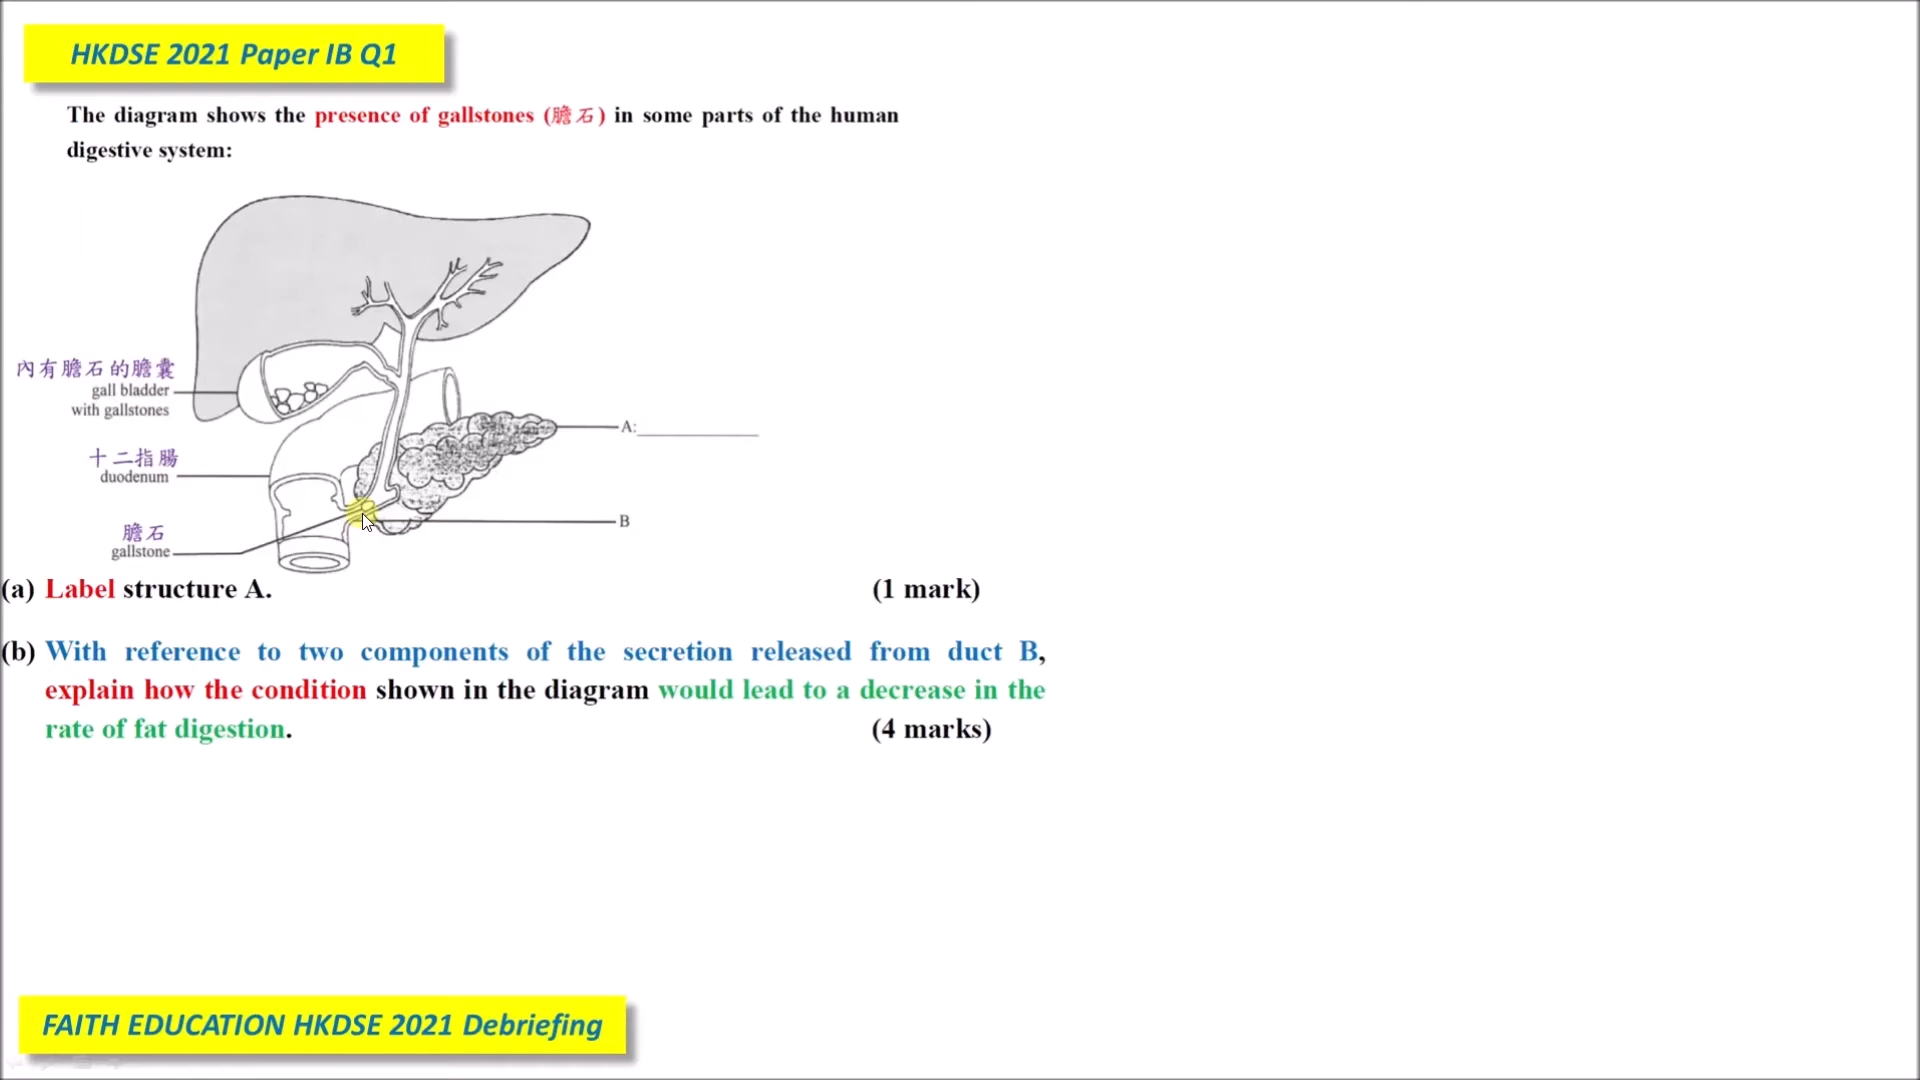 HKDSE 2021 Paper IB Q1
The diagram shows the presence of gallstones (膽石) in some parts of the human
digestive system:
內有膽石的膽囊
gall bladder
with gallstones
A:
十二指腸
duodenum
B
膽石
gallstone
(a) Label structure A. (1 mark)
(b) With reference to two components of the secretion released from duct B,
explain how the condition shown in the diagram would lead to a decrease in the
rate of fat digestion. (4 marks)
FAITH EDUCATION HKDSE 2021 Debriefing